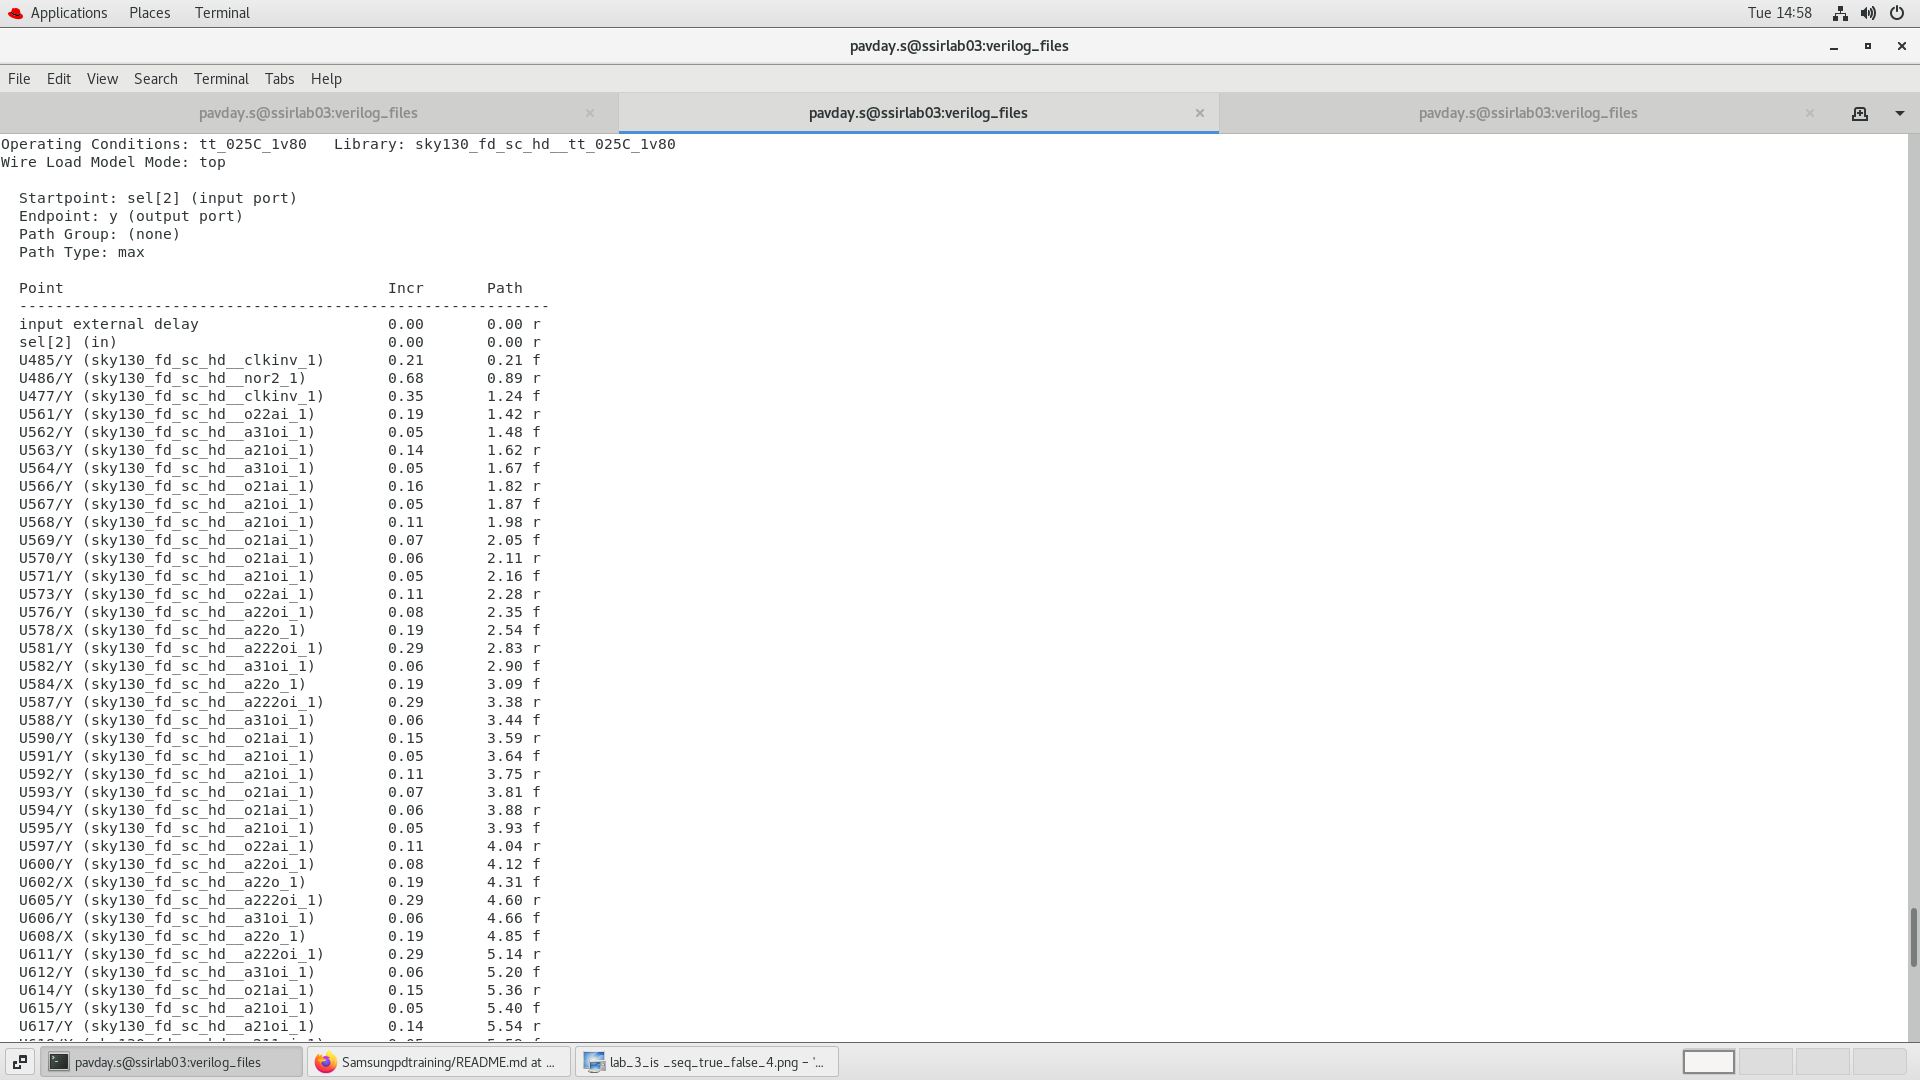 Applications Places Terminal Tue 14:58
pavday.s@ssirlab03:verilog_files
File Edit View Search Terminal Tabs Help
pavday.s@ssirlab03:verilog_files pavday.s@ssirlab03:verilog_files pavday.s@ssirlab03:verilog_files
Operating Conditions: tt_025C_1v80   Library: sky130_fd_sc_hd__tt_025C_1v80
Wire Load Model Mode: top
Startpoint: sel[2] (input port)
Endpoint: y (output port)
Path Group: (none)
Path Type: max
Point                                    Incr       Path
-----------------------------------------------------------
input external delay                     0.00       0.00 r
sel[2] (in)                              0.00       0.00 r
U485/Y (sky130_fd_sc_hd__clkinv_1)       0.21       0.21 f
U486/Y (sky130_fd_sc_hd__nor2_1)         0.68       0.89 r
U477/Y (sky130_fd_sc_hd__clkinv_1)       0.35       1.24 f
U561/Y (sky130_fd_sc_hd__o22ai_1)        0.19       1.42 r
U562/Y (sky130_fd_sc_hd__a31oi_1)        0.05       1.48 f
U563/Y (sky130_fd_sc_hd__a21oi_1)        0.14       1.62 r
U564/Y (sky130_fd_sc_hd__a31oi_1)        0.05       1.67 f
U566/Y (sky130_fd_sc_hd__o21ai_1)        0.16       1.82 r
U567/Y (sky130_fd_sc_hd__a21oi_1)        0.05       1.87 f
U568/Y (sky130_fd_sc_hd__a21oi_1)        0.11       1.98 r
U569/Y (sky130_fd_sc_hd__o21ai_1)        0.07       2.05 f
U570/Y (sky130_fd_sc_hd__o21ai_1)        0.06       2.11 r
U571/Y (sky130_fd_sc_hd__a21oi_1)        0.05       2.16 f
U573/Y (sky130_fd_sc_hd__o22ai_1)        0.11       2.28 r
U576/Y (sky130_fd_sc_hd__a22oi_1)        0.08       2.35 f
U578/X (sky130_fd_sc_hd__a22o_1)         0.19       2.54 f
U581/Y (sky130_fd_sc_hd__a222oi_1)       0.29       2.83 r
U582/Y (sky130_fd_sc_hd__a31oi_1)        0.06       2.90 f
U584/X (sky130_fd_sc_hd__a22o_1)         0.19       3.09 f
U587/Y (sky130_fd_sc_hd__a222oi_1)       0.29       3.38 r
U588/Y (sky130_fd_sc_hd__a31oi_1)        0.06       3.44 f
U590/Y (sky130_fd_sc_hd__o21ai_1)        0.15       3.59 r
U591/Y (sky130_fd_sc_hd__a21oi_1)        0.05       3.64 f
U592/Y (sky130_fd_sc_hd__a21oi_1)        0.11       3.75 r
U593/Y (sky130_fd_sc_hd__o21ai_1)        0.07       3.81 f
U594/Y (sky130_fd_sc_hd__o21ai_1)        0.06       3.88 r
U595/Y (sky130_fd_sc_hd__a21oi_1)        0.05       3.93 f
U597/Y (sky130_fd_sc_hd__o22ai_1)        0.11       4.04 r
U600/Y (sky130_fd_sc_hd__a22oi_1)        0.08       4.12 f
U602/X (sky130_fd_sc_hd__a22o_1)         0.19       4.31 f
U605/Y (sky130_fd_sc_hd__a222oi_1)       0.29       4.60 r
U606/Y (sky130_fd_sc_hd__a31oi_1)        0.06       4.66 f
U608/X (sky130_fd_sc_hd__a22o_1)         0.19       4.85 f
U611/Y (sky130_fd_sc_hd__a222oi_1)       0.29       5.14 r
U612/Y (sky130_fd_sc_hd__a31oi_1)        0.06       5.20 f
U614/Y (sky130_fd_sc_hd__o21ai_1)        0.15       5.36 r
U615/Y (sky130_fd_sc_hd__a21oi_1)        0.05       5.40 f
U617/Y (sky130_fd_sc_hd__a21oi_1)        0.14       5.54 r
pavday.s@ssirlab03:verilog_files Samsungpdtraining/README.md at ... lab_3_is _seq_true_false_4.png – '...